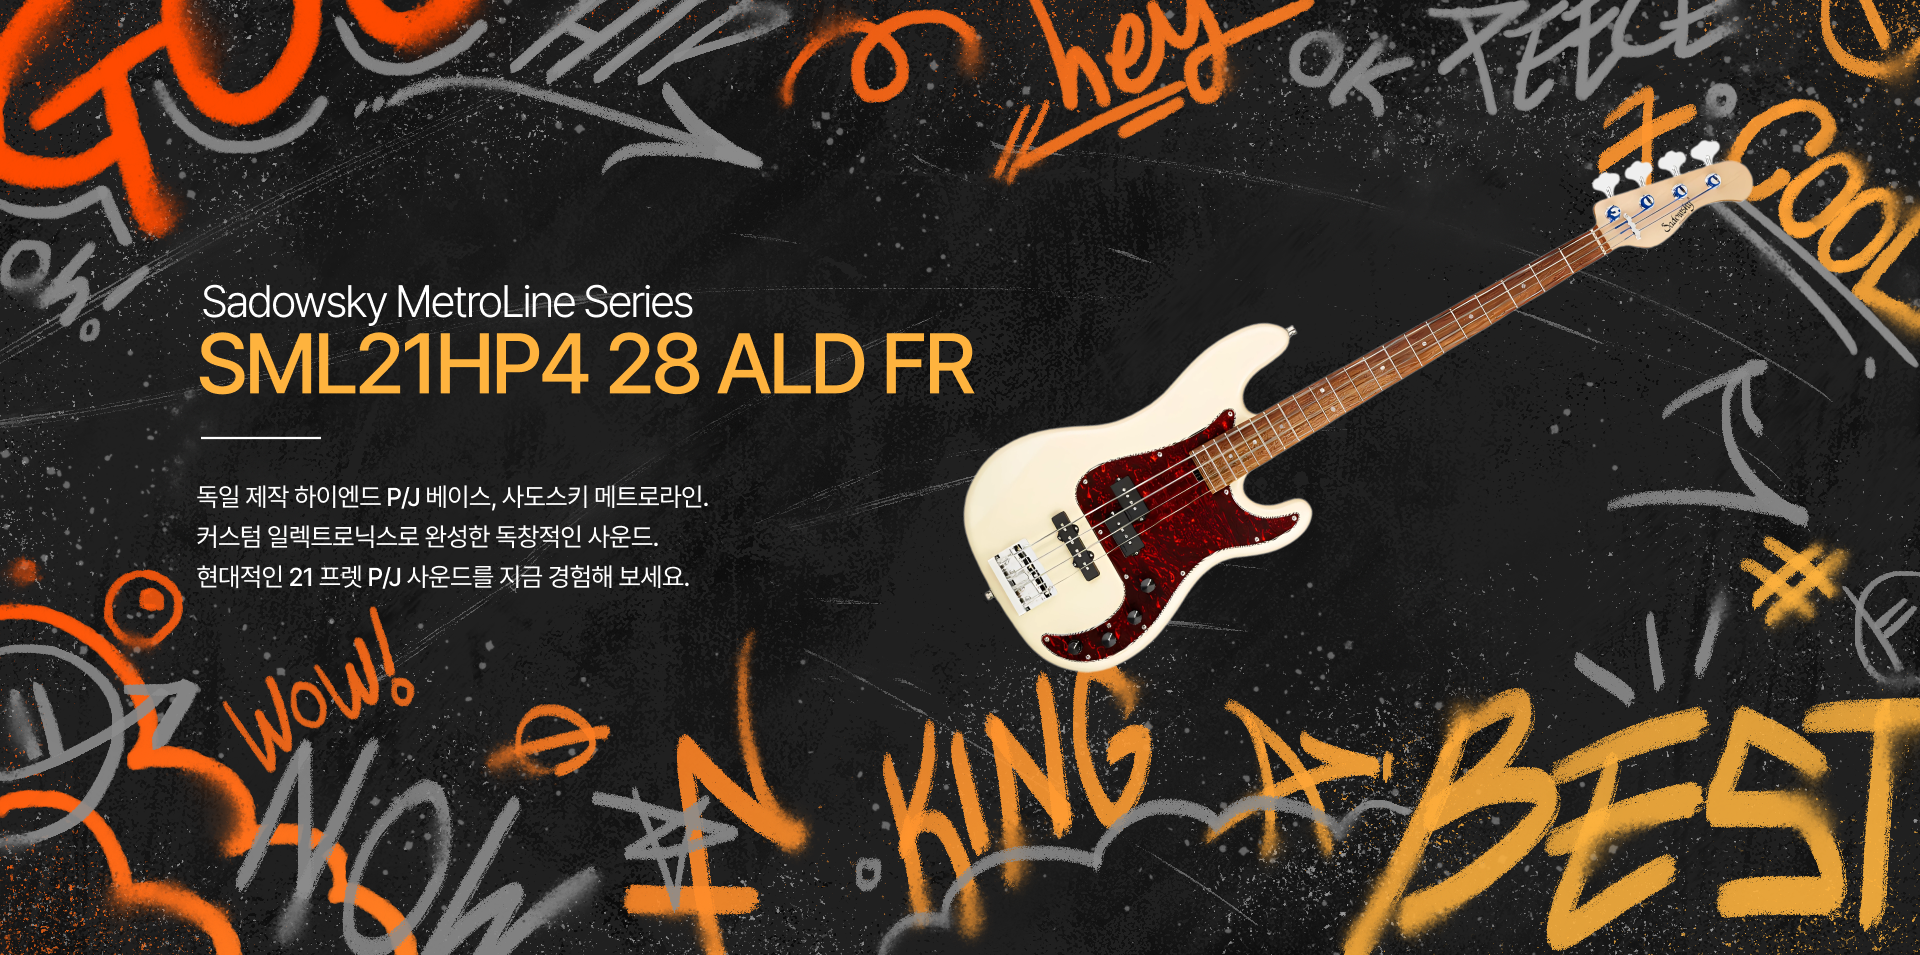 GOO
HIP
hey
OK
COOL
Sadowsky
Sadowsky MetroLine Series
SML21HP4 28 ALD FR
독일 제작 하이엔드 P/J 베이스, 사도스키 메트로라인.
커스텀 일렉트로닉스로 완성한 독창적인 사운드.
현대적인 21 프렛 P/J 사운드를 지금 경험해 보세요.
#
WOW!
NOW
KING
A
BEST